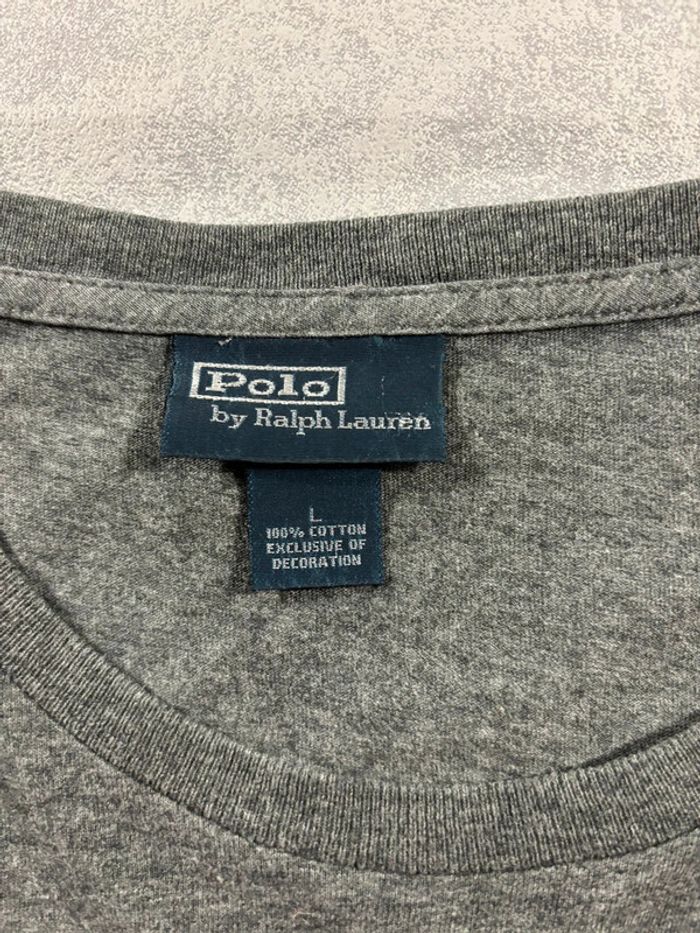 Polo
by Ralph Lauren
L
100% COTTON
EXCLUSIVE OF
DECORATION